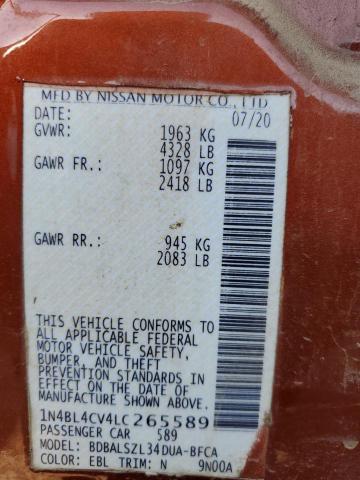 MFD BY NISSAN MOTOR CO., LTD
DATE: 07/20
GVWR: 1963 KG
4328 LB
GAWR FR.: 1097 KG
2418 LB
GAWR RR.: 945 KG
2083 LB
THIS VEHICLE CONFORMS TO
ALL APPLICABLE FEDERAL
MOTOR VEHICLE SAFETY,
BUMPER, AND THEFT
PREVENTION STANDARDS IN
EFFECT ON THE DATE OF
MANUFACTURE SHOWN ABOVE.
1N4BL4CV4LC265589
PASSENGER CAR 589
MODEL: BDBALSZL34DUA-BFCA
COLOR: EBL TRIM: N 9N00A